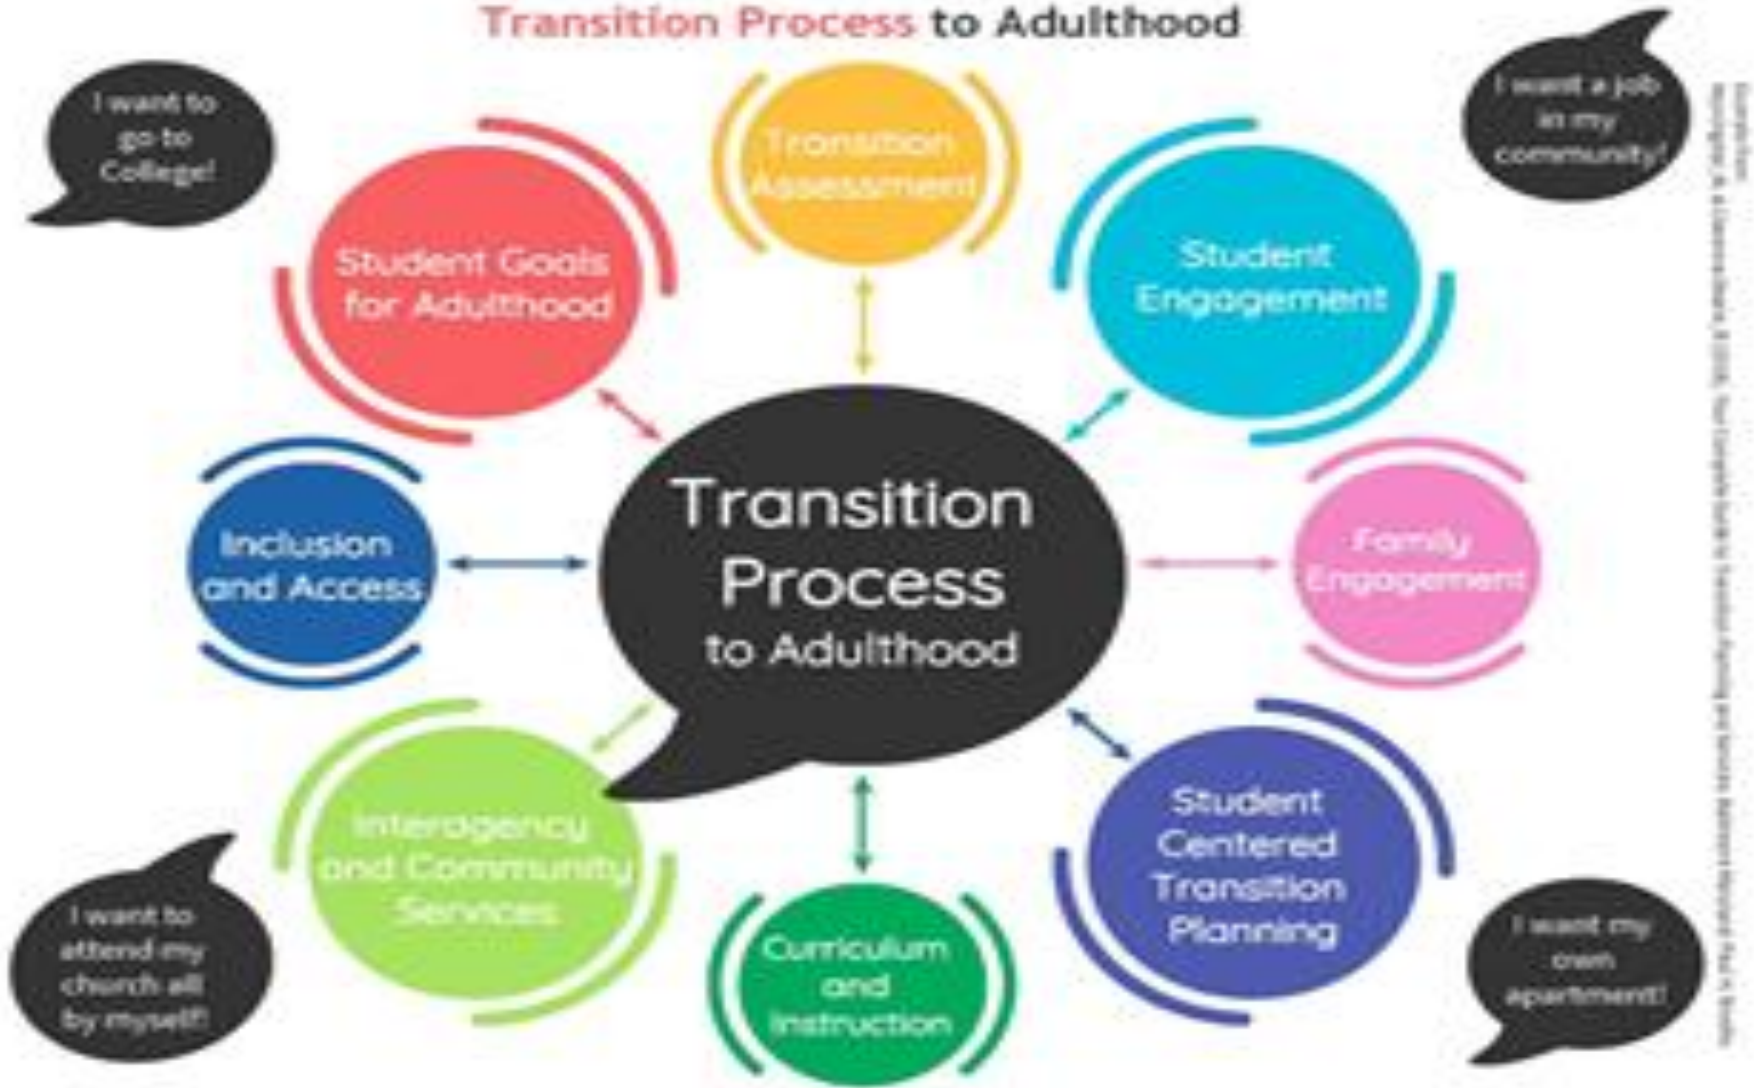 Transition Process to Adulthood
I want to
go to
College!
Transition
Assessment
I want a job
in my
community!
Student Goals
for Adulthood
Student
Engagement
Inclusion
and Access
Transition
Process
to Adulthood
Family
Engagement
Interagency
and Community
Services
Student
Centered
Transition
Planning
Curriculum
and
Instruction
I want to
attend my
church all
by myself!
I want my
own
apartment!